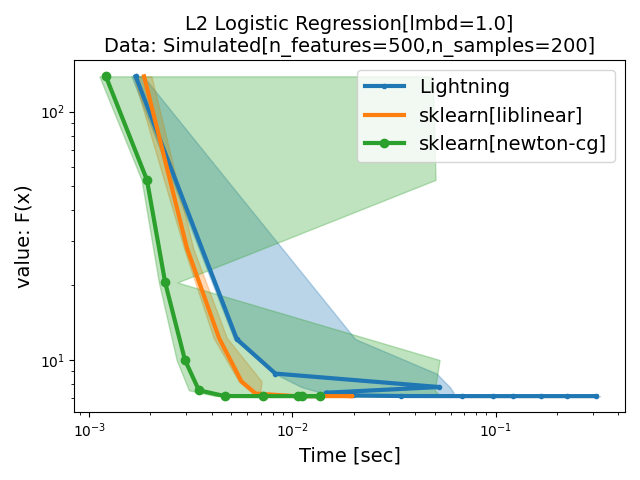 L2 Logistic Regression[lmbd=1.0]
Data: Simulated[n_features=500,n_samples=200]
Lightning
sklearn[liblinear]
sklearn[newton-cg]
value: F(x)
10²
10¹
10⁻³
10⁻²
10⁻¹
Time [sec]